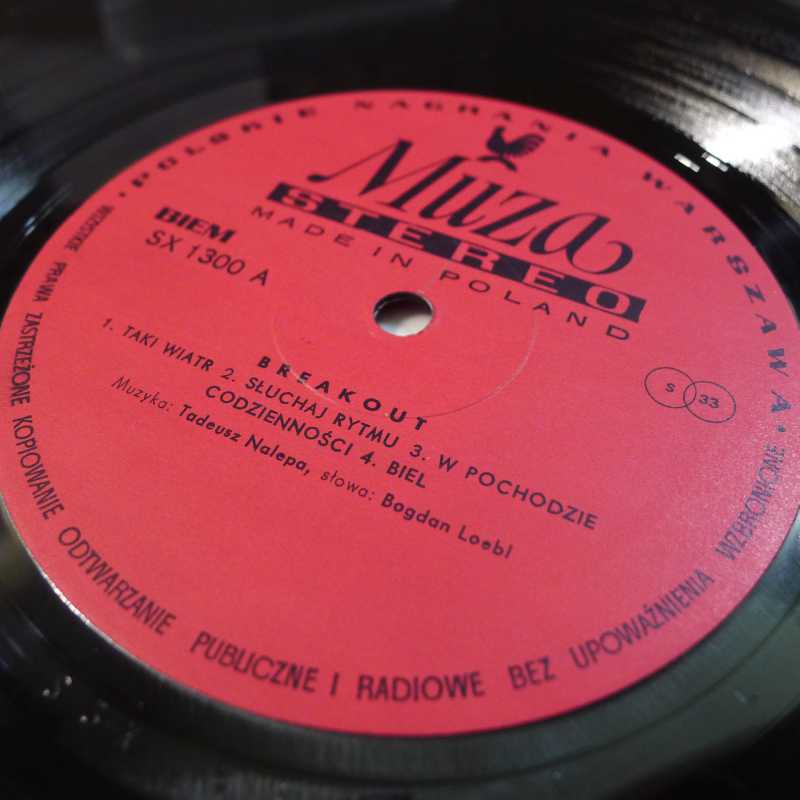 • POLSKIE NAGRANIA WARSZAWA •
Muza
STEREO
MADE IN POLAND
BIEM
SX 1300 A
S 33
BREAKOUT
1. TAKI WIATR 2. SŁUCHAJ RYTMU 3. W POCHODZIE
CODZIENNOŚCI 4. BIEL
Muzyka: Tadeusz Nalepa, słowa: Bogdan Loebl
WSZYSTKIE PRAWA ZASTRZEŻONE KOPIOWANIE ODTWARZANIE PUBLICZNE I RADIOWE BEZ UPOWAŻNIENIA WZBRONIONE